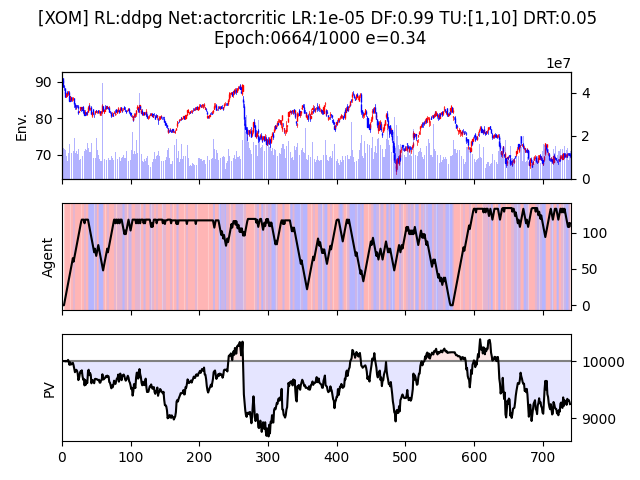 [XOM] RL:ddpg Net:actorcritic LR:1e-05 DF:0.99 TU:[1,10] DRT:0.05
Epoch:0664/1000 e=0.34
1e7
90
80
70
Env.
4
2
0
Agent
100
50
0
PV
10000
9000
0 100 200 300 400 500 600 700